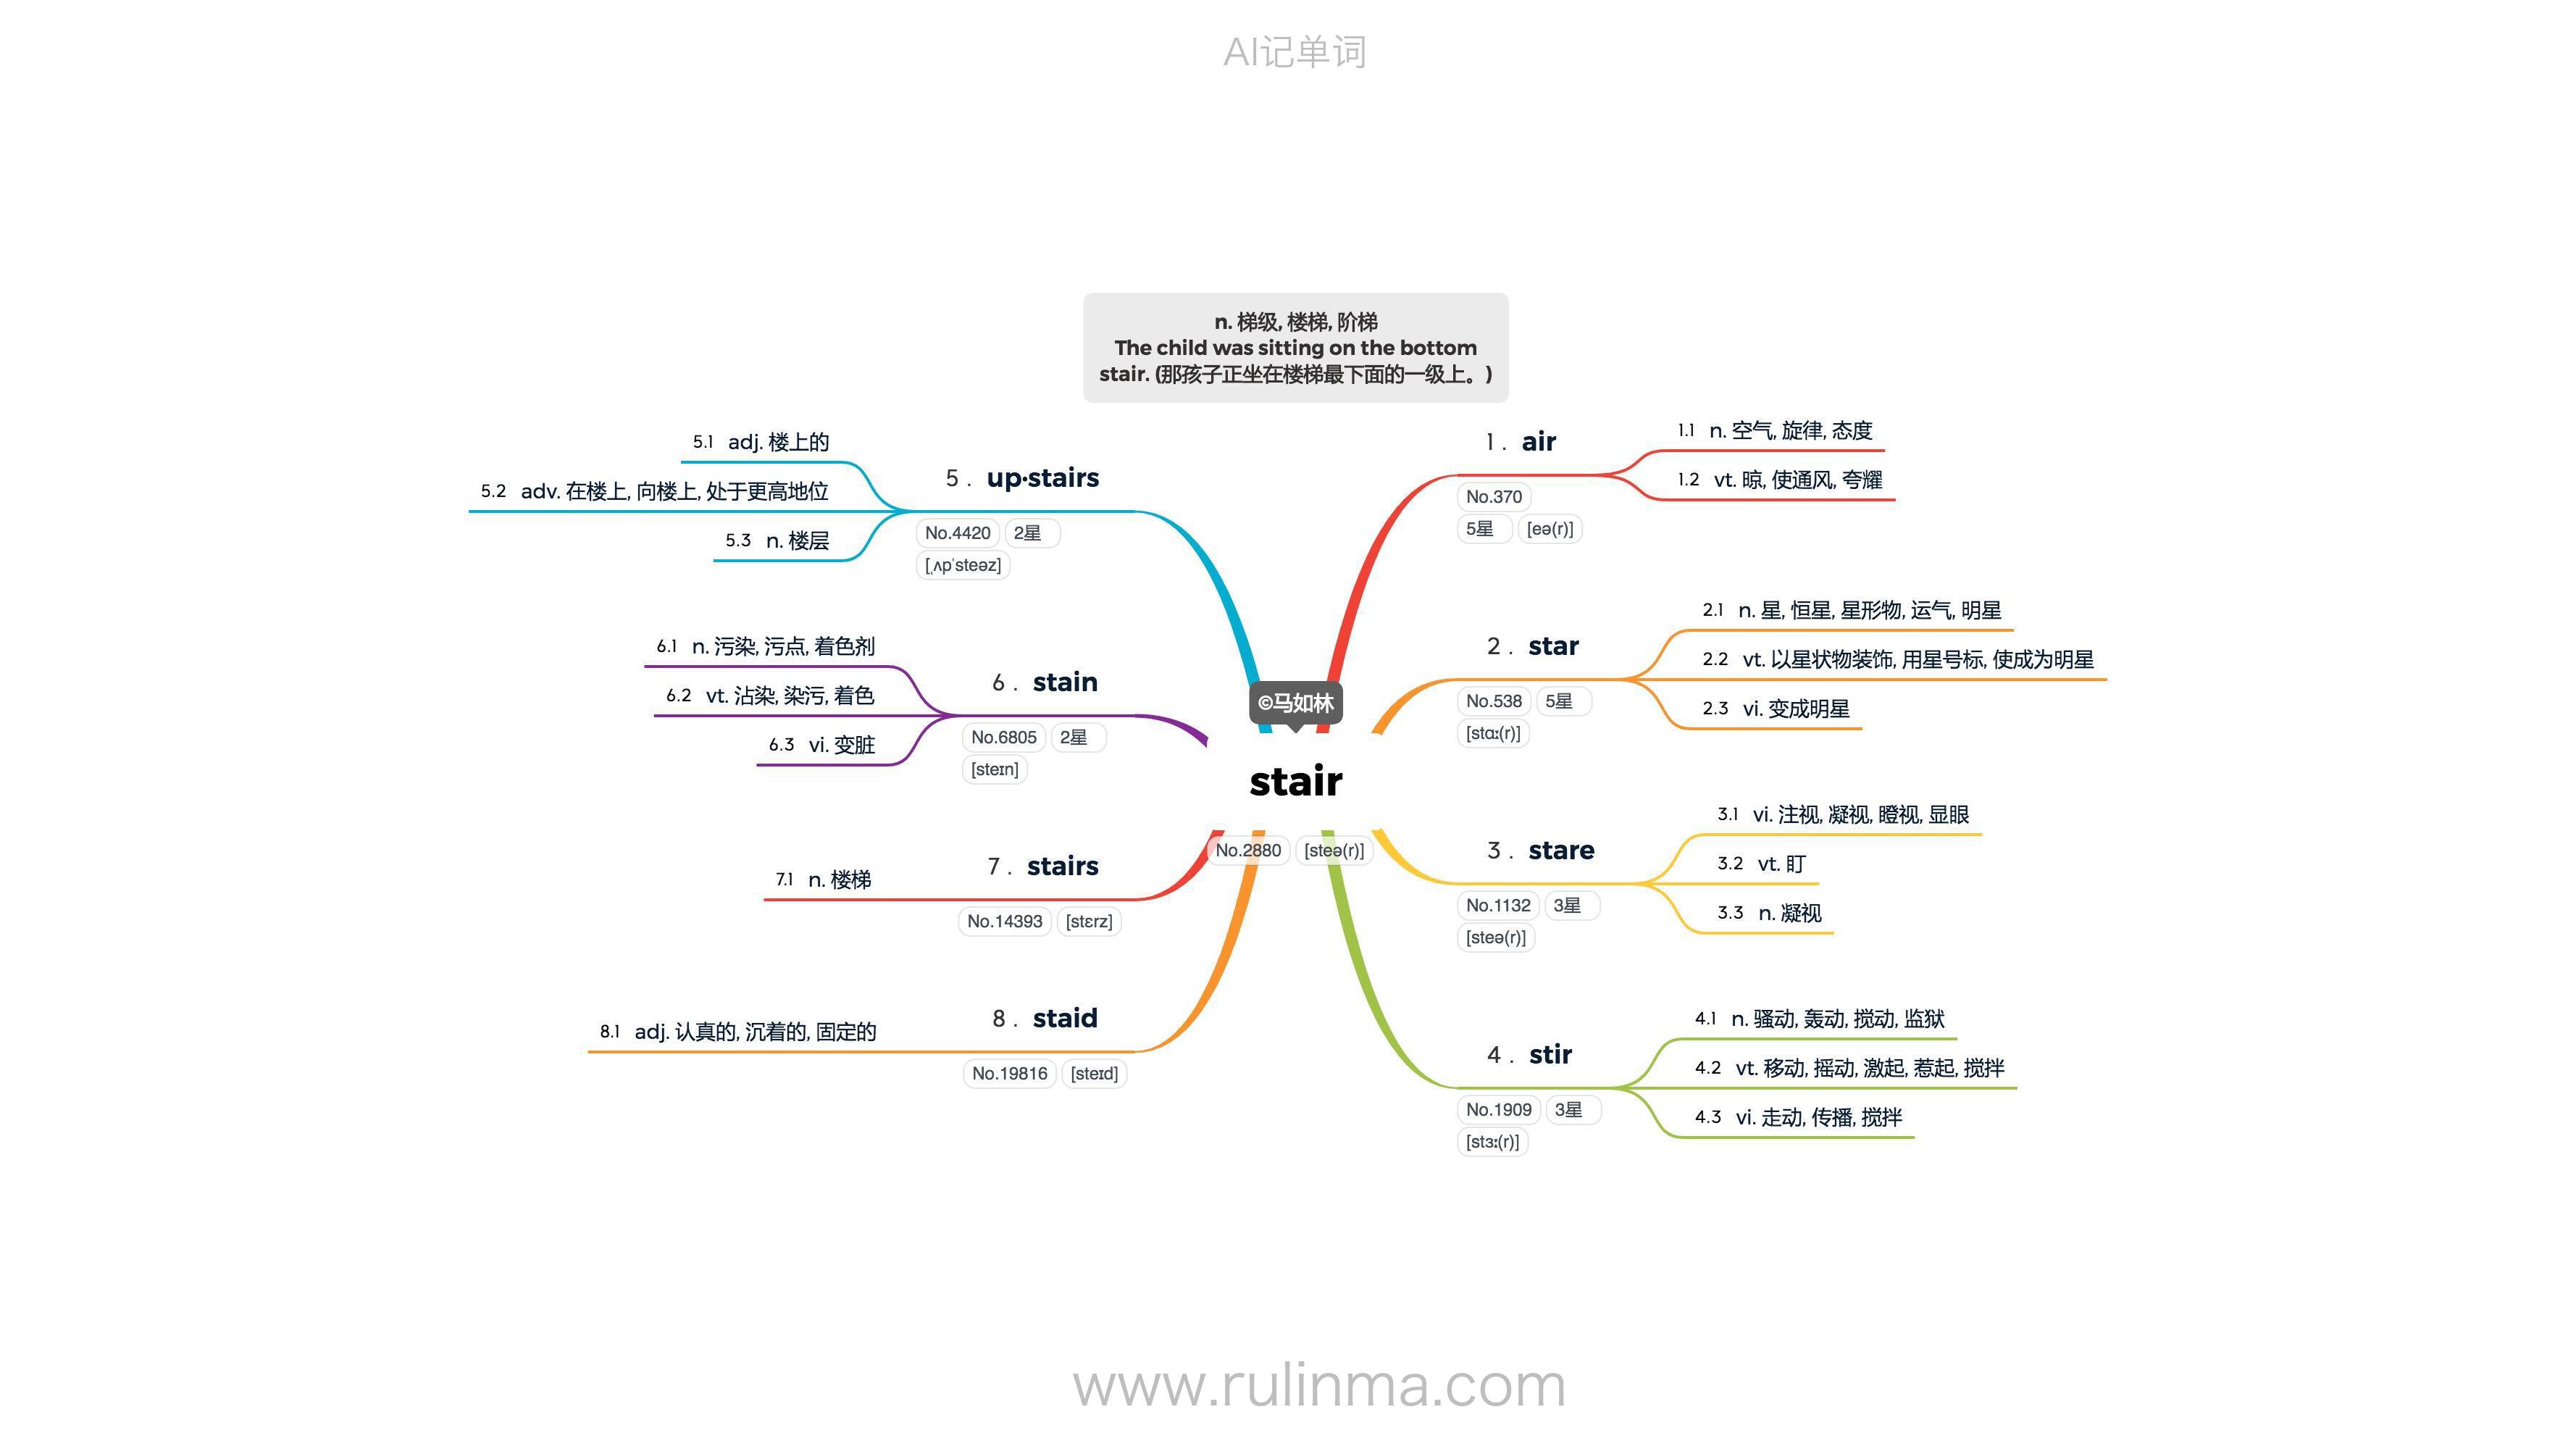 AI记单词
n. 梯级, 楼梯, 阶梯
The child was sitting on the bottom
stair. (那孩子正坐在楼梯最下面的一级上。)
©马如林
stair
No.2880 [steə(r)]
1 . air
No.370
5星 [eə(r)]
1.1 n. 空气, 旋律, 态度
1.2 vt. 晾, 使通风, 夸耀
2 . star
No.538 5星
[stɑː(r)]
2.1 n. 星, 恒星, 星形物, 运气, 明星
2.2 vt. 以星状物装饰, 用星号标, 使成为明星
2.3 vi. 变成明星
3 . stare
No.1132 3星
[steə(r)]
3.1 vi. 注视, 凝视, 瞪视, 显眼
3.2 vt. 盯
3.3 n. 凝视
4 . stir
No.1909 3星
[stɜː(r)]
4.1 n. 骚动, 轰动, 搅动, 监狱
4.2 vt. 移动, 摇动, 激起, 惹起, 搅拌
4.3 vi. 走动, 传播, 搅拌
5 . up·stairs
No.4420 2星
[ˌʌpˈsteəz]
5.1 adj. 楼上的
5.2 adv. 在楼上, 向楼上, 处于更高地位
5.3 n. 楼层
6 . stain
No.6805 2星
[steɪn]
6.1 n. 污染, 污点, 着色剂
6.2 vt. 沾染, 染污, 着色
6.3 vi. 变脏
7 . stairs
No.14393 [stɛrz]
7.1 n. 楼梯
8 . staid
No.19816 [steɪd]
8.1 adj. 认真的, 沉着的, 固定的
www.rulinma.com